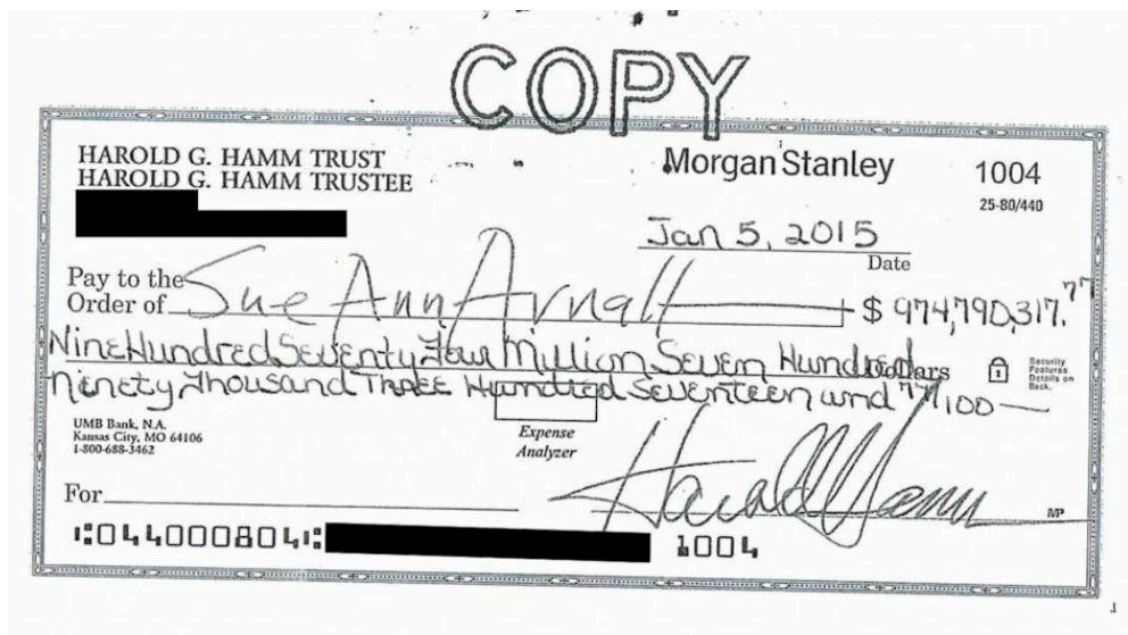 COPY
HAROLD G. HAMM TRUST
HAROLD G. HAMM TRUSTEE
Morgan Stanley
1004
25-80/440
Jan 5, 2015
Date
Pay to the
Order of Sue Ann Arnall $ 974,790,317.77
Nine Hundred Seventy Four Million Seven Hundred Dollars
Ninety Thousand Three Hundred Seventeen and 77/100
Security
Features
Details on
Back.
UMB Bank, N.A.
Kansas City, MO 64106
1-800-688-3462
Expense
Analyzer
For
Harold Hamm
MP
⑆044000804⑆ 1004